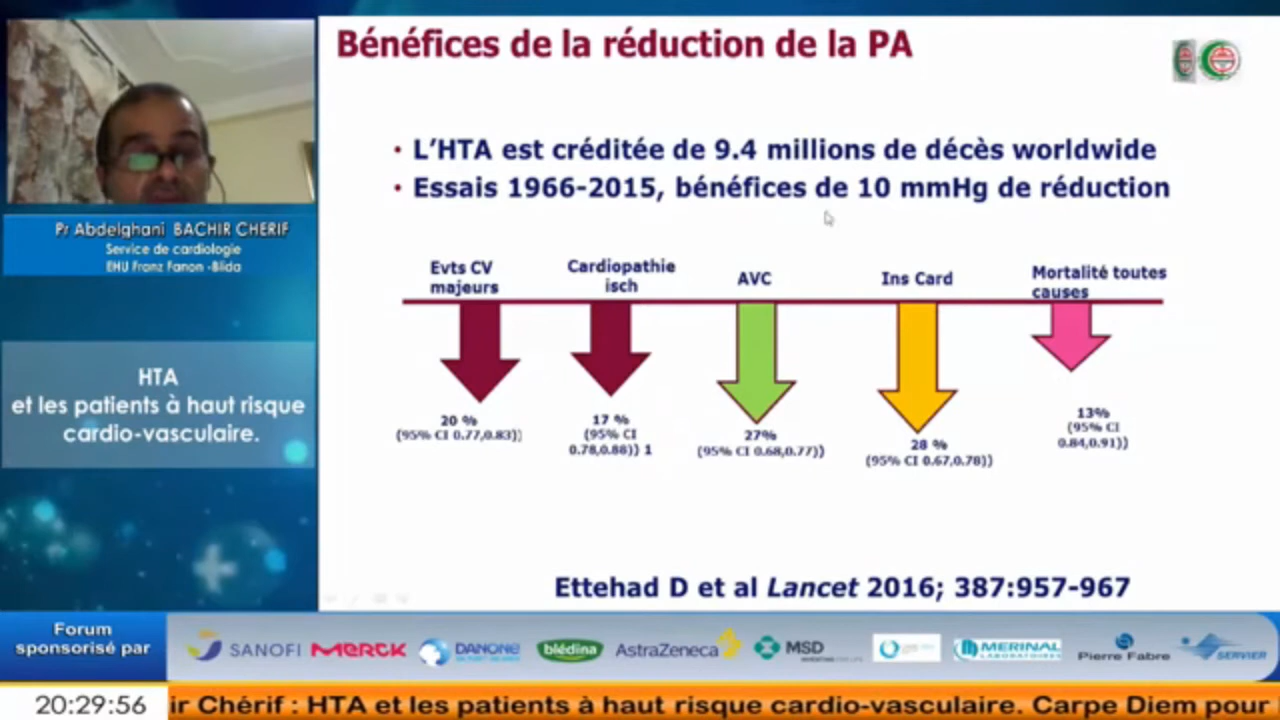 Bénéfices de la réduction de la PA
• L’HTA est créditée de 9.4 millions de décès worldwide
• Essais 1966-2015, bénéfices de 10 mmHg de réduction
Evts CV
majeurs
Cardiopathie
isch
AVC
Ins Card
Mortalité toutes
causes
20 %
(95% CI 0.77,0.83))
17 %
(95% CI
0.78,0.88)) 1
27%
(95% CI 0.68,0.77))
28 %
(95% CI 0.67,0.78))
13%
(95% CI
0.84,0.91))
Ettehad D et al Lancet 2016; 387:957-967
Pr Abdelghani BACHIR CHERIF
Service de cardiologie
EHU Franz Fanon -Blida
HTA
et les patients à haut risque
cardio-vasculaire.
Forum
sponsorisé par
SANOFI
MERCK
DANONE
blédina
AstraZeneca
MSD
MERINAL
LABORATOIRES
Pierre Fabre
SERVIER
20:29:56
ir Chérif : HTA et les patients à haut risque cardio-vasculaire. Carpe Diem pour